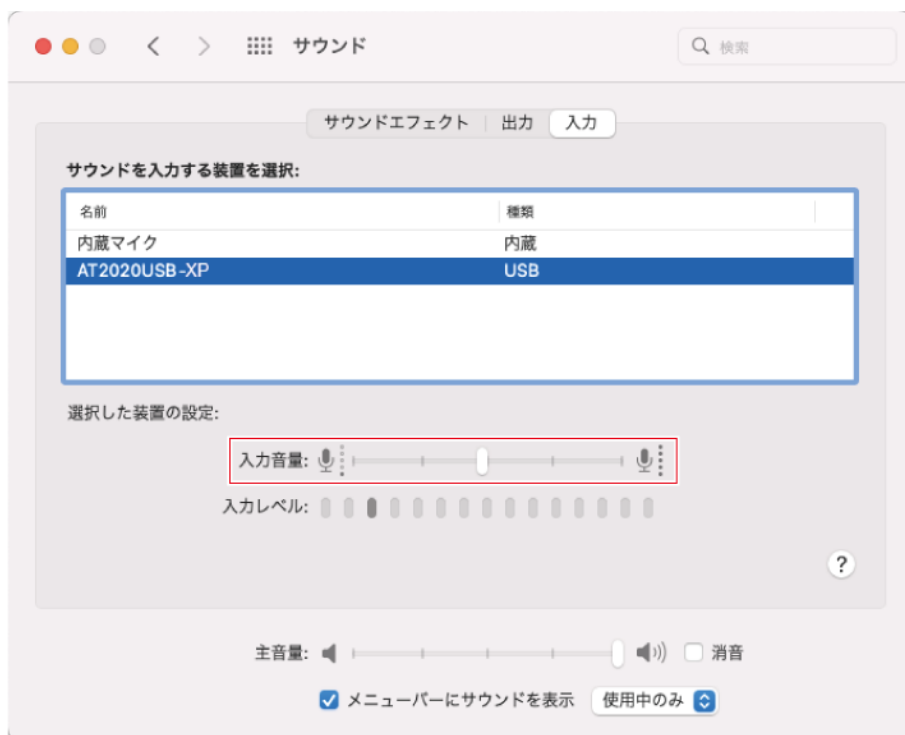 サウンド
検索
サウンドエフェクト 出力 入力
サウンドを入力する装置を選択:
名前 種類
内蔵マイク 内蔵
AT2020USB-XP USB
選択した装置の設定:
入力音量:
入力レベル:
?
主音量: 消音
メニューバーにサウンドを表示 使用中のみ